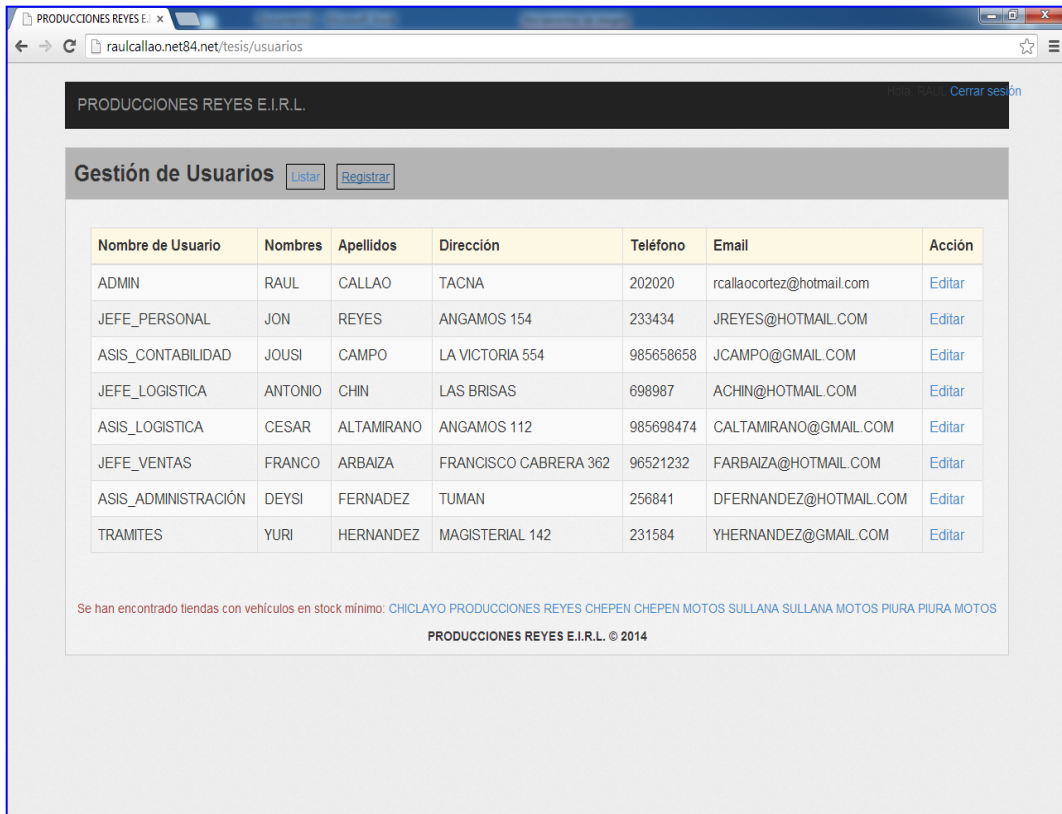 PRODUCCIONES REYES E.I
raulcallao.net84.net/tesis/usuarios
PRODUCCIONES REYES E.I.R.L.
Hola, RAUL Cerrar sesión
Gestión de Usuarios Listar Registrar
Nombre de Usuario Nombres Apellidos Dirección Teléfono Email Acción
ADMIN RAUL CALLAO TACNA 202020 rcallaocortez@hotmail.com Editar
JEFE_PERSONAL JON REYES ANGAMOS 154 233434 JREYES@HOTMAIL.COM Editar
ASIS_CONTABILIDAD JOUSI CAMPO LA VICTORIA 554 985658658 JCAMPO@GMAIL.COM Editar
JEFE_LOGISTICA ANTONIO CHIN LAS BRISAS 698987 ACHIN@HOTMAIL.COM Editar
ASIS_LOGISTICA CESAR ALTAMIRANO ANGAMOS 112 985698474 CALTAMIRANO@GMAIL.COM Editar
JEFE_VENTAS FRANCO ARBAIZA FRANCISCO CABRERA 362 96521232 FARBAIZA@HOTMAIL.COM Editar
ASIS_ADMINISTRACIÓN DEYSI FERNADEZ TUMAN 256841 DFERNANDEZ@HOTMAIL.COM Editar
TRAMITES YURI HERNANDEZ MAGISTERIAL 142 231584 YHERNANDEZ@GMAIL.COM Editar
Se han encontrado tiendas con vehículos en stock mínimo: CHICLAYO PRODUCCIONES REYES CHEPEN CHEPEN MOTOS SULLANA SULLANA MOTOS PIURA PIURA MOTOS
PRODUCCIONES REYES E.I.R.L. © 2014